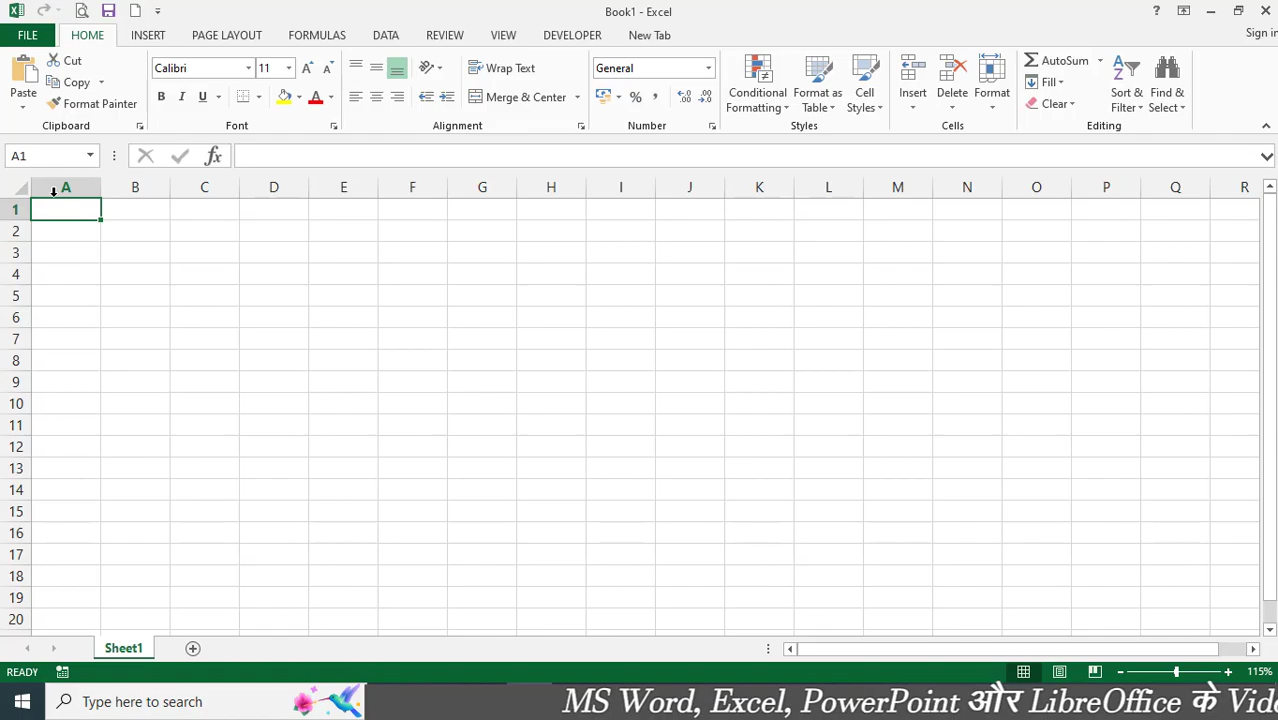 Book1 - Excel
? 
Sign in
FILE HOME INSERT PAGE LAYOUT FORMULAS DATA REVIEW VIEW DEVELOPER New Tab
Paste
Cut
Copy
Format Painter
Clipboard
Calibri 11 A A
B I U A
Font
Wrap Text
Merge & Center
Alignment
General
% ,
Number
Conditional Formatting
Format as Table
Cell Styles
Styles
Insert
Delete
Format
Cells
AutoSum
Fill
Clear
Sort & Filter
Find & Select
Editing
A1 fx
A B C D E F G H I J K L M N O P Q R
1
2
3
4
5
6
7
8
9
10
11
12
13
14
15
16
17
18
19
20
Sheet1
READY 115%
Type here to search
MS Word, Excel, PowerPoint और LibreOffice के Vide